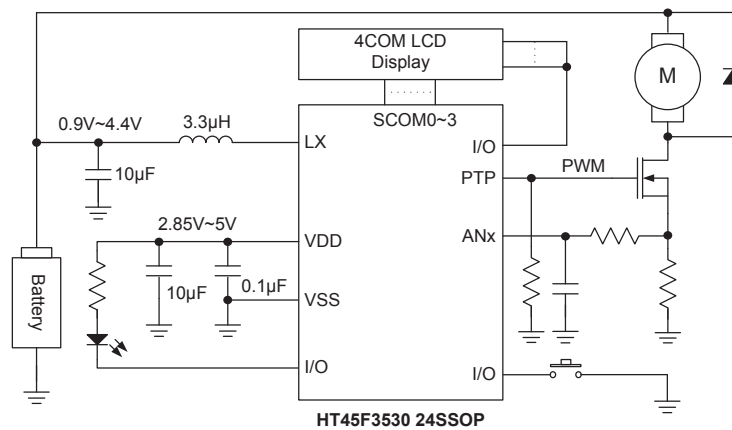 4COM LCD
Display
M
0.9V~4.4V
3.3µH
LX
SCOM0~3
I/O
10µF
PTP
PWM
2.85V~5V
VDD
ANx
Battery
10µF
0.1µF
VSS
I/O
I/O
HT45F3530 24SSOP